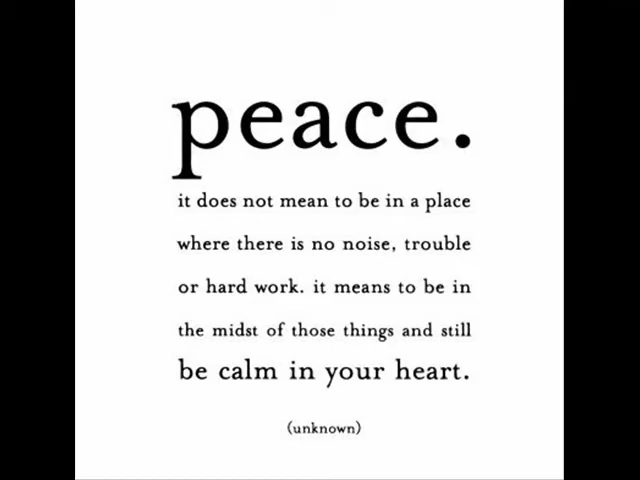 peace.
it does not mean to be in a place
where there is no noise, trouble
or hard work. it means to be in
the midst of those things and still
be calm in your heart.
(unknown)